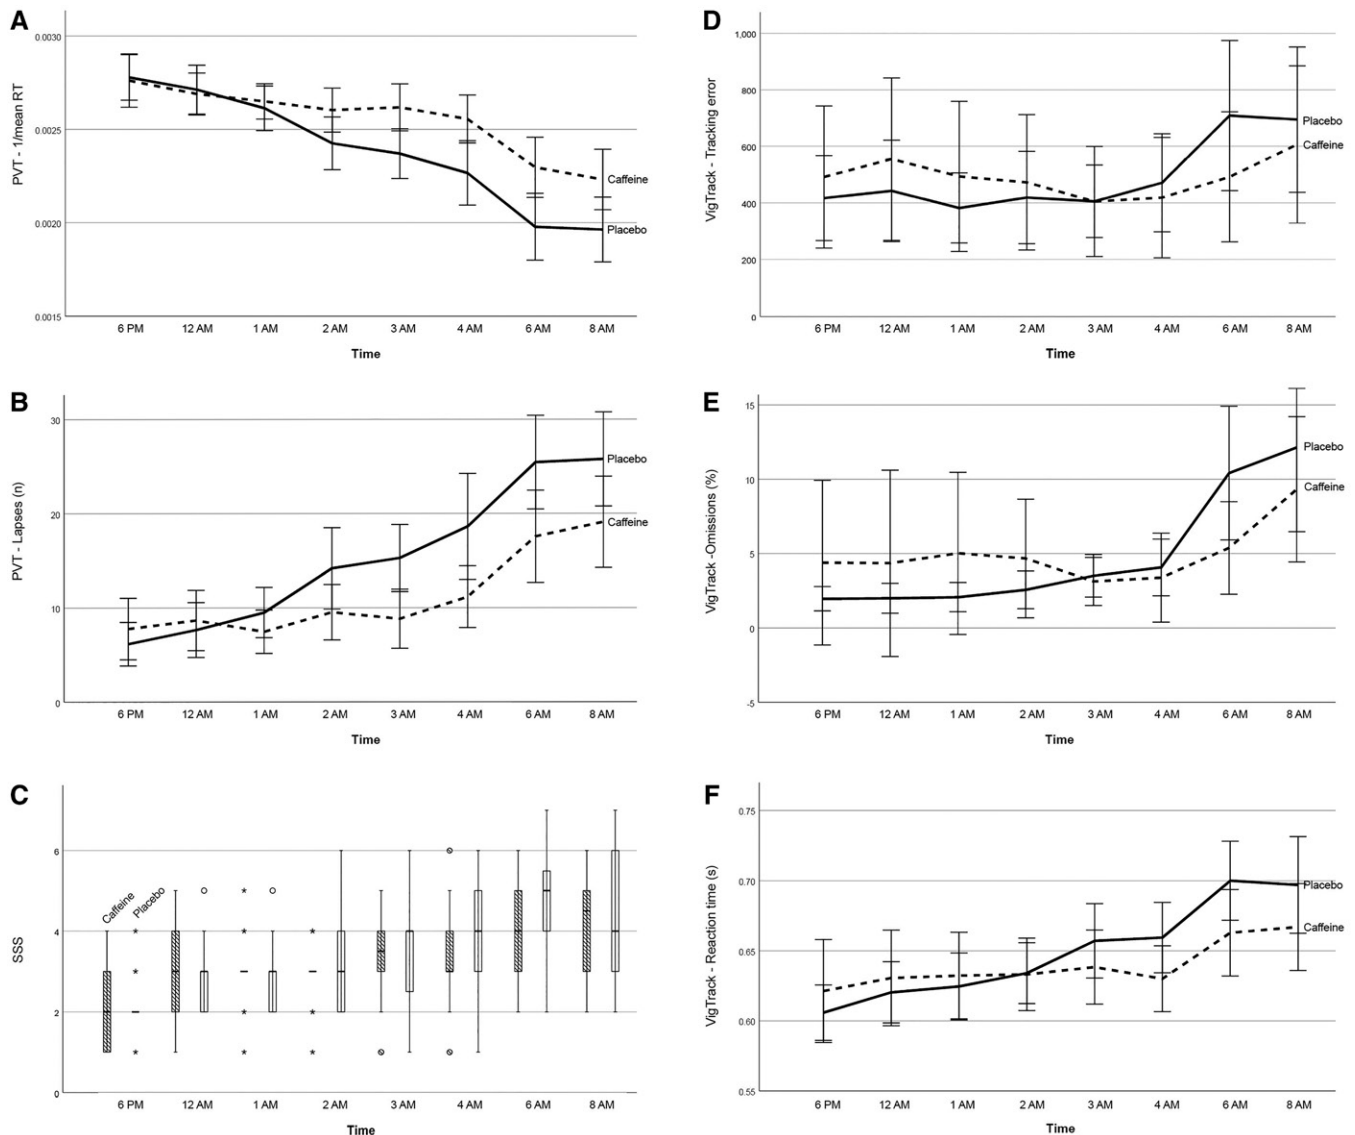 A
PVT - 1/mean RT
0.0030
0.0025
0.0020
0.0015
Caffeine
Placebo
6 PM 12 AM 1 AM 2 AM 3 AM 4 AM 6 AM 8 AM
Time
B
PVT - Lapses (n)
30
20
10
0
Placebo
Caffeine
6 PM 12 AM 1 AM 2 AM 3 AM 4 AM 6 AM 8 AM
Time
C
SSS
6
4
2
0
Caffeine
Placebo
6 PM 12 AM 1 AM 2 AM 3 AM 4 AM 6 AM 8 AM
Time
D
VigTrack - Tracking error
1,000
800
600
400
200
0
Placebo
Caffeine
6 PM 12 AM 1 AM 2 AM 3 AM 4 AM 6 AM 8 AM
Time
E
VigTrack -Omissions (%)
15
10
5
0
-5
Placebo
Caffeine
6 PM 12 AM 1 AM 2 AM 3 AM 4 AM 6 AM 8 AM
Time
F
VigTrack - Reaction time (s)
0.75
0.70
0.65
0.60
0.55
Placebo
Caffeine
6 PM 12 AM 1 AM 2 AM 3 AM 4 AM 6 AM 8 AM
Time